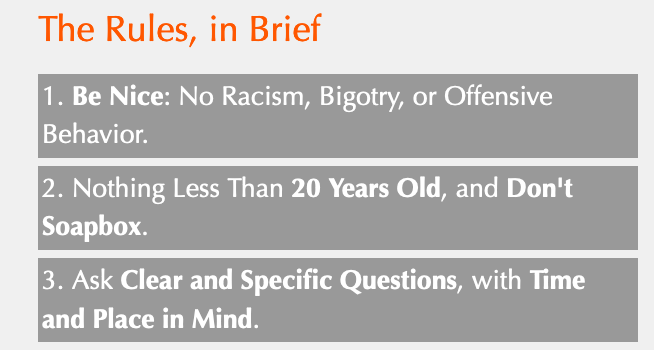 The Rules, in Brief
1. Be Nice: No Racism, Bigotry, or Offensive
Behavior.
2. Nothing Less Than 20 Years Old, and Don't
Soapbox.
3. Ask Clear and Specific Questions, with Time
and Place in Mind.